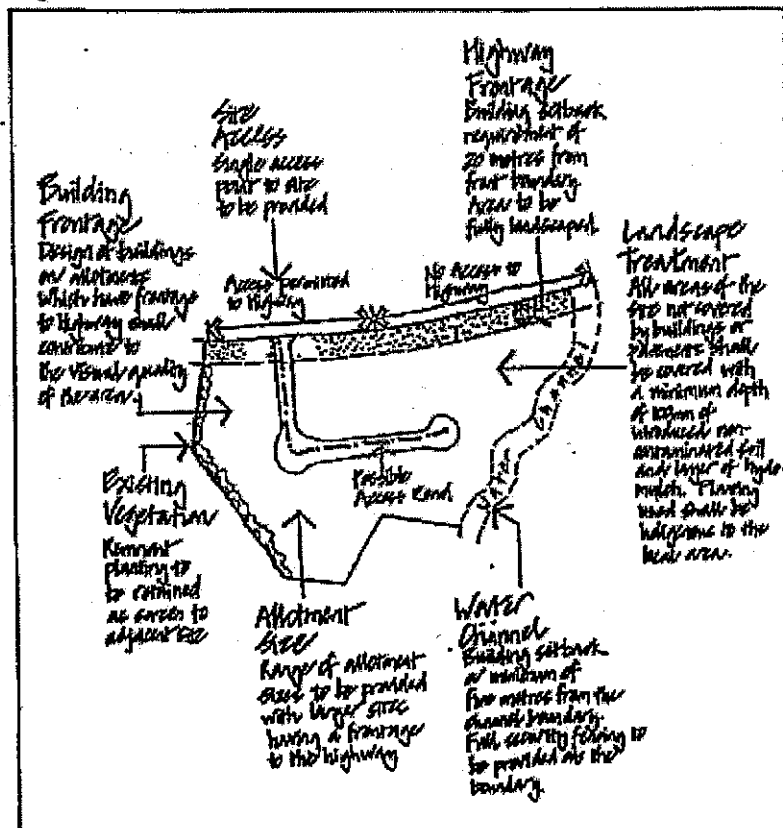 Highway
Frontage
Building setback
requirement of
20 metres from
front boundary
Area to be
fully landscaped.
Site
Access
Single access
point to site
to be provided
Building
Frontage
Design of buildings
on allotments
which have frontage
to Highway shall
contribute to
the visual quality
of the area.
Landscape
Treatment
All areas of the
site not covered
by buildings or
pavement shall
be covered with
a minimum depth
of 100mm of
introduced non-
contaminated soil
and layer of hydro
mulch. Planting
used shall be
indigenous to the
local area.
Access permitted
to Highway
No Access to
Highway
Water Channel
Possible
Access Road
Existing
Vegetation
Remnant
planting to
be retained
as screen to
adjacent site
Allotment
Size
Range of allotment
sizes to be provided
with larger sites
having a frontage
to the highway
Water
Channel
Building setback
a minimum of
five metres from the
channel boundary.
Full security fencing to
be provided at the
boundary.